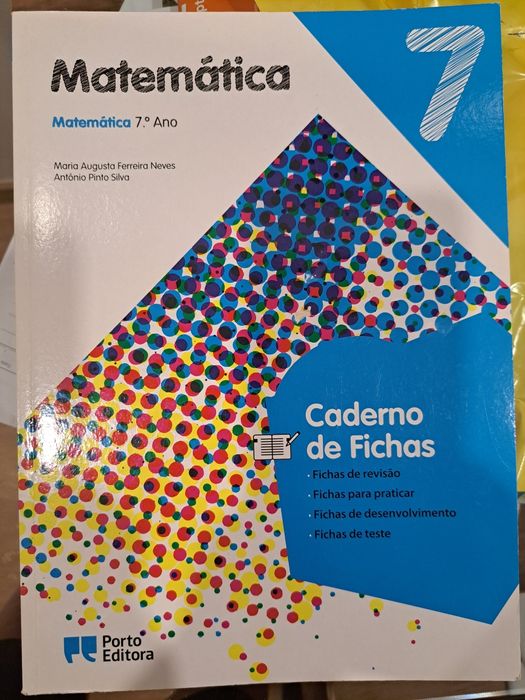 Matemática
7
Matemática 7.º Ano
Maria Augusta Ferreira Neves
António Pinto Silva
Caderno
de Fichas
· Fichas de revisão
· Fichas para praticar
· Fichas de desenvolvimento
· Fichas de teste
Porto
Editora